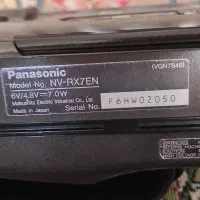 Panasonic
(VGN7S48)
Model No. NV-RX7EN
6V/4.8V⎓7.0W
Matsushita Electric Industrial Co., Ltd.
Made in Japan
Serial No.
F6HW02050
CAUTION